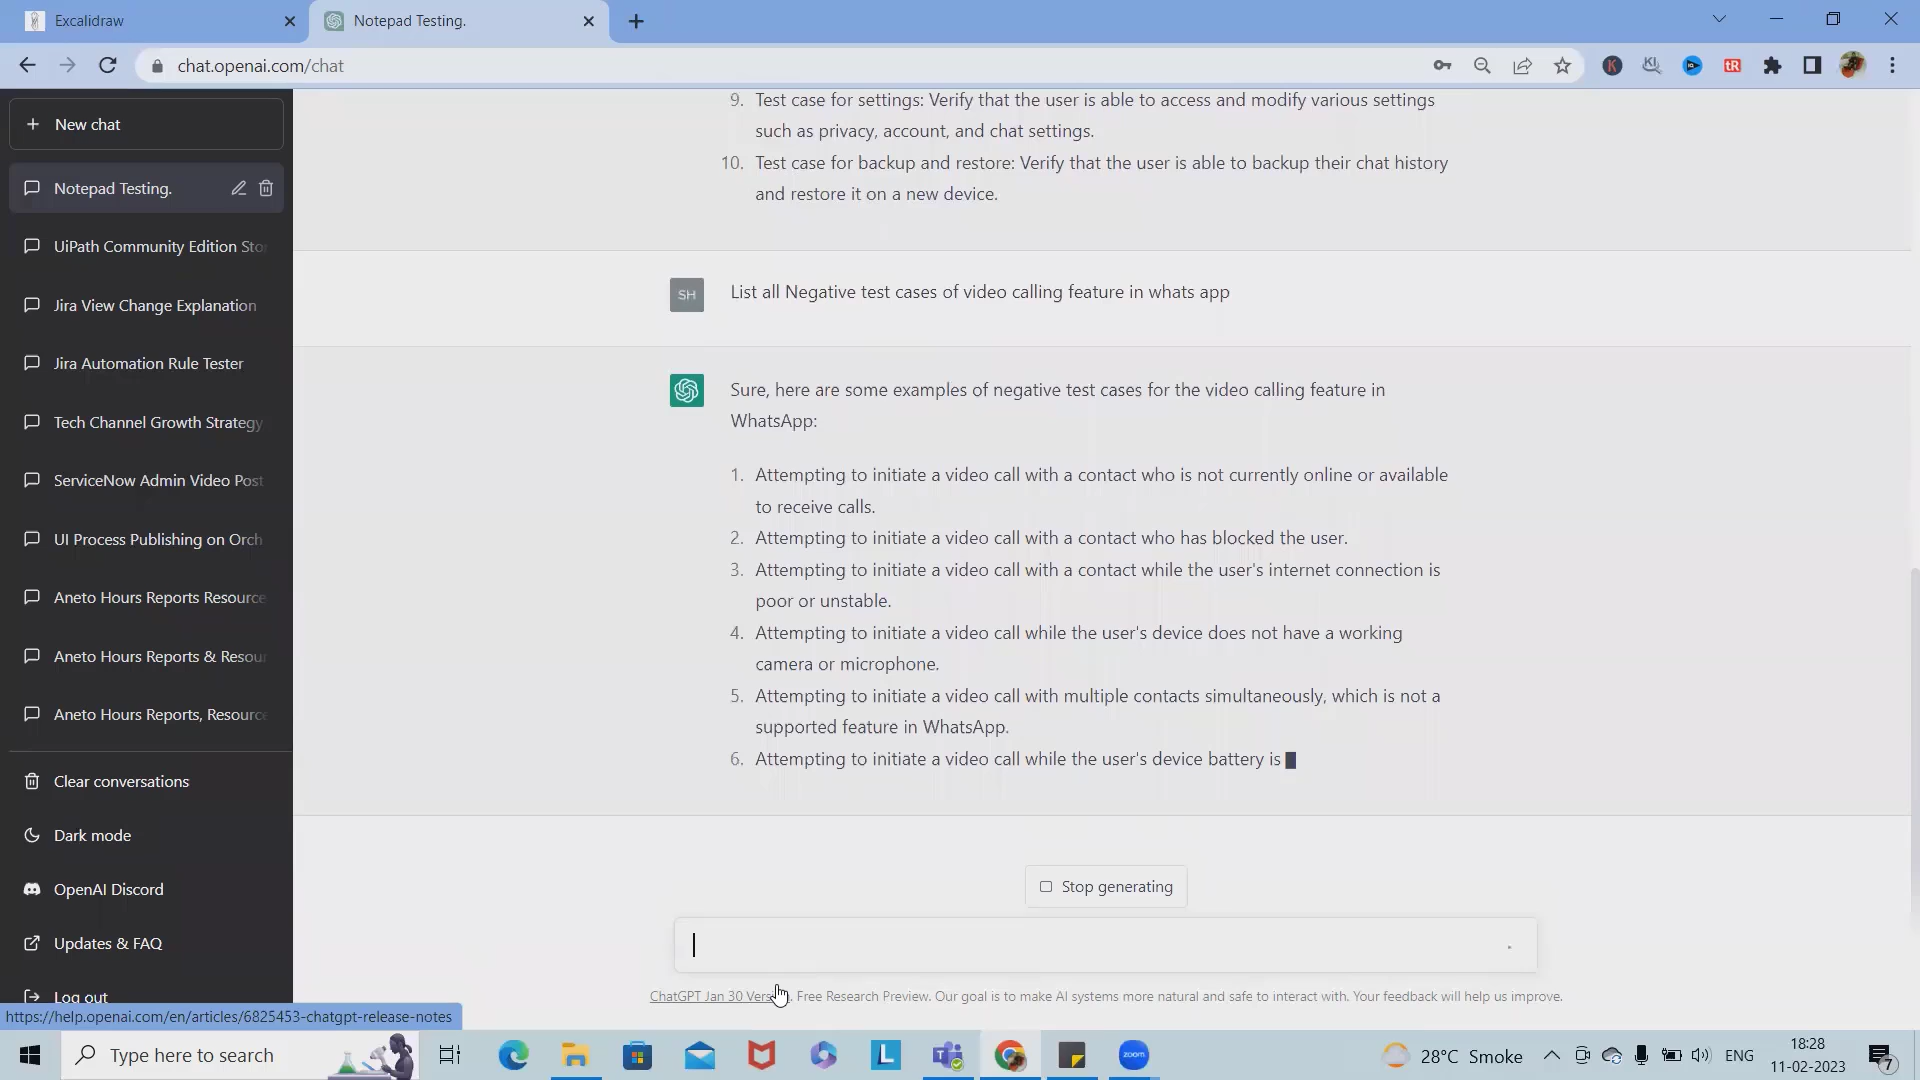 Excalidraw
Notepad Testing.
chat.openai.com/chat
New chat
Notepad Testing.
UiPath Community Edition Sto
Jira View Change Explanation
Jira Automation Rule Tester
Tech Channel Growth Strategy
ServiceNow Admin Video Post
UI Process Publishing on Orch
Aneto Hours Reports Resource
Aneto Hours Reports & Resou
Aneto Hours Reports, Resource
Clear conversations
Dark mode
OpenAI Discord
Updates & FAQ
Log out
https://help.openai.com/en/articles/6825453-chatgpt-release-notes
9. Test case for settings: Verify that the user is able to access and modify various settings
such as privacy, account, and chat settings.
10. Test case for backup and restore: Verify that the user is able to backup their chat history
and restore it on a new device.
SH
List all Negative test cases of video calling feature in whats app
Sure, here are some examples of negative test cases for the video calling feature in
WhatsApp:
1. Attempting to initiate a video call with a contact who is not currently online or available
to receive calls.
2. Attempting to initiate a video call with a contact who has blocked the user.
3. Attempting to initiate a video call with a contact while the user's internet connection is
poor or unstable.
4. Attempting to initiate a video call while the user's device does not have a working
camera or microphone.
5. Attempting to initiate a video call with multiple contacts simultaneously, which is not a
supported feature in WhatsApp.
6. Attempting to initiate a video call while the user's device battery is
Stop generating
ChatGPT Jan 30 Vers. Free Research Preview. Our goal is to make AI systems more natural and safe to interact with. Your feedback will help us improve.
Type here to search
L
zoom
28°C Smoke
ENG
18:28
11-02-2023
7